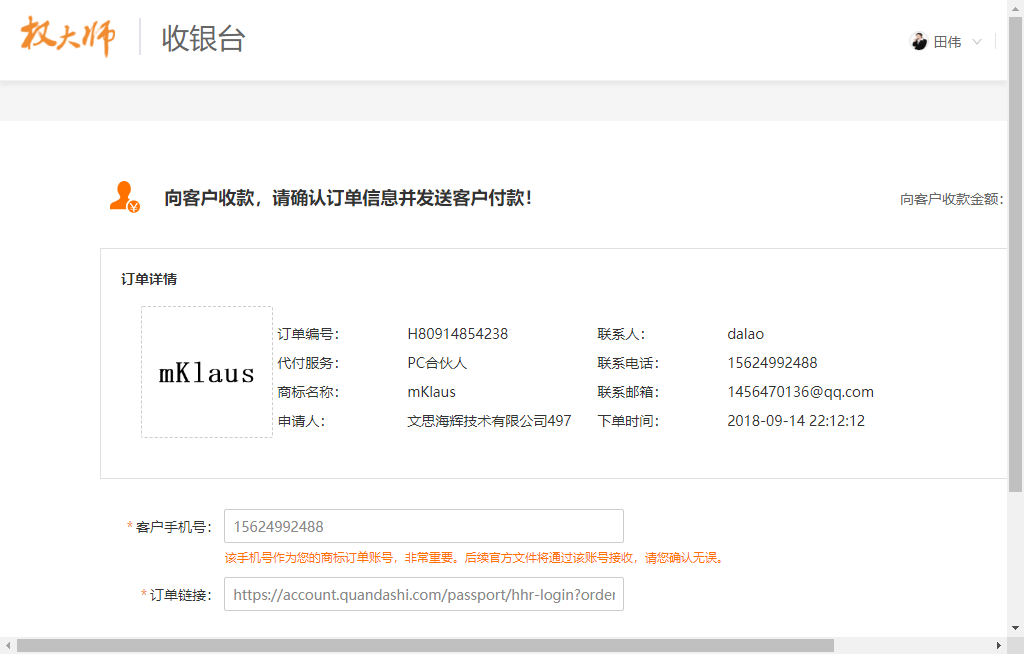 权大师 收银台 田伟
向客户收款，请确认订单信息并发送客户付款！ 向客户收款金额：
订单详情
mKlaus
订单编号： H80914854238 联系人： dalao
代付服务： PC合伙人 联系电话： 15624992488
商标名称： mKlaus 联系邮箱： 1456470136@qq.com
申请人： 文思海辉技术有限公司497 下单时间： 2018-09-14 22:12:12
*客户手机号： 15624992488
该手机号作为您的商标订单账号，非常重要。后续官方文件将通过该账号接收，请您确认无误。
*订单链接： https://account.quandashi.com/passport/hhr-login?order